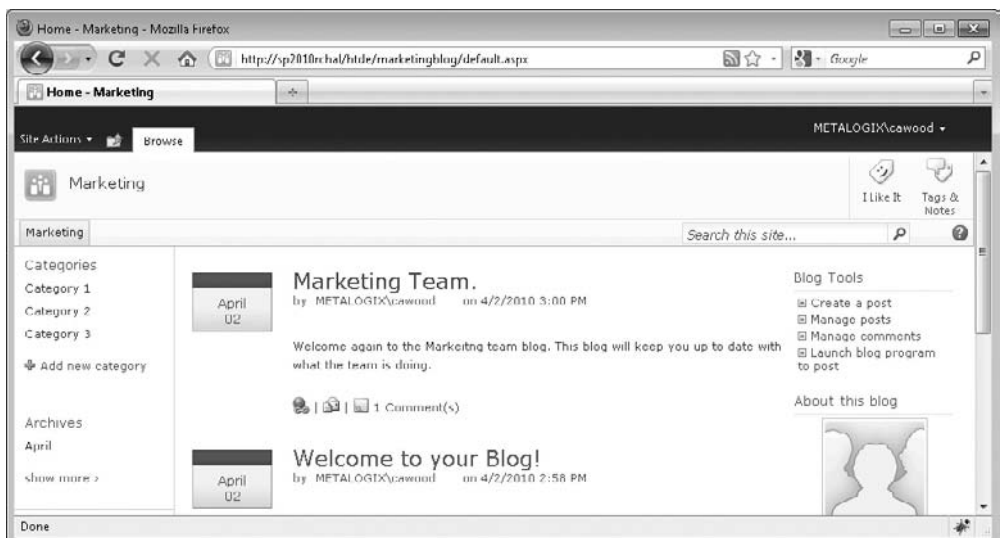 Home - Marketing - Mozilla Firefox
http://sp2010rchal/htde/marketingblog/default.aspx
Google
Home - Marketing
METALOGIX\cawood
Site Actions
Browse
Marketing
I Like It
Tags & Notes
Marketing
Search this site...
Categories
Category 1
Category 2
Category 3
Add new category
Archives
April
show more ›
April
02
Marketing Team.
by METALOGIX\cawood on 4/2/2010 3:00 PM
Welcome again to the Markeitng team blog. This blog will keep you up to date with
what the team is doing.
| | 1 Comment(s)
April
02
Welcome to your Blog!
by METALOGIX\cawood on 4/2/2010 2:58 PM
Blog Tools
Create a post
Manage posts
Manage comments
Launch blog program
to post
About this blog
Done